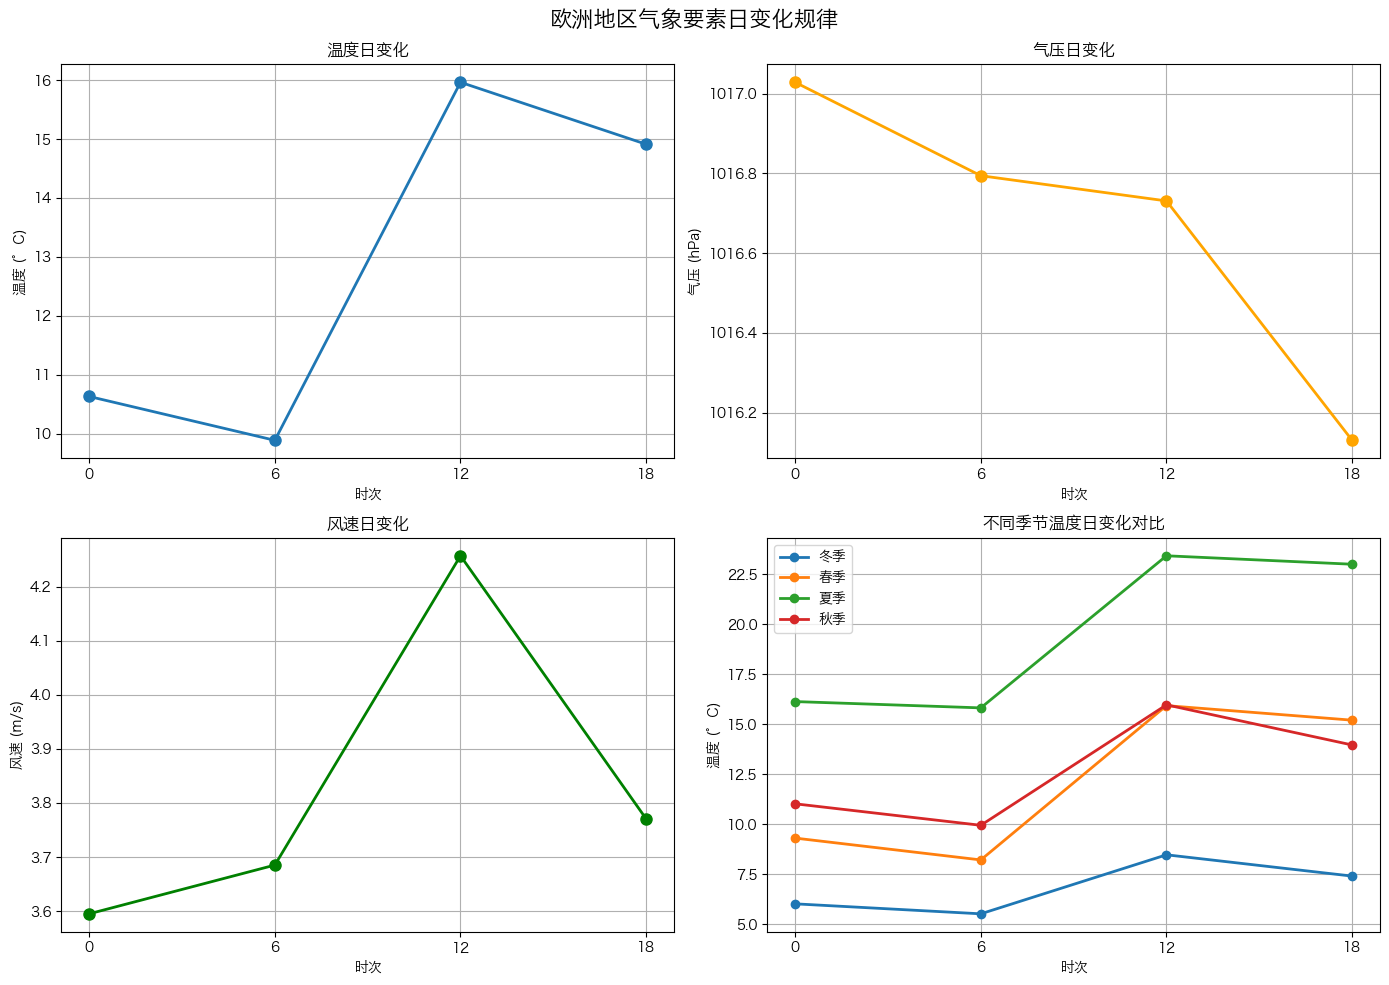 欧洲地区气象要素日变化规律
温度日变化
16
15
14
13
12
11
10
温度 (°C)
0 6 12 18
时次
气压日变化
1017.0
1016.8
1016.6
1016.4
1016.2
气压 (hPa)
0 6 12 18
时次
风速日变化
4.2
4.1
4.0
3.9
3.8
3.7
3.6
风速 (m/s)
0 6 12 18
时次
不同季节温度日变化对比
冬季
春季
夏季
秋季
22.5
20.0
17.5
15.0
12.5
10.0
7.5
5.0
温度 (°C)
0 6 12 18
时次